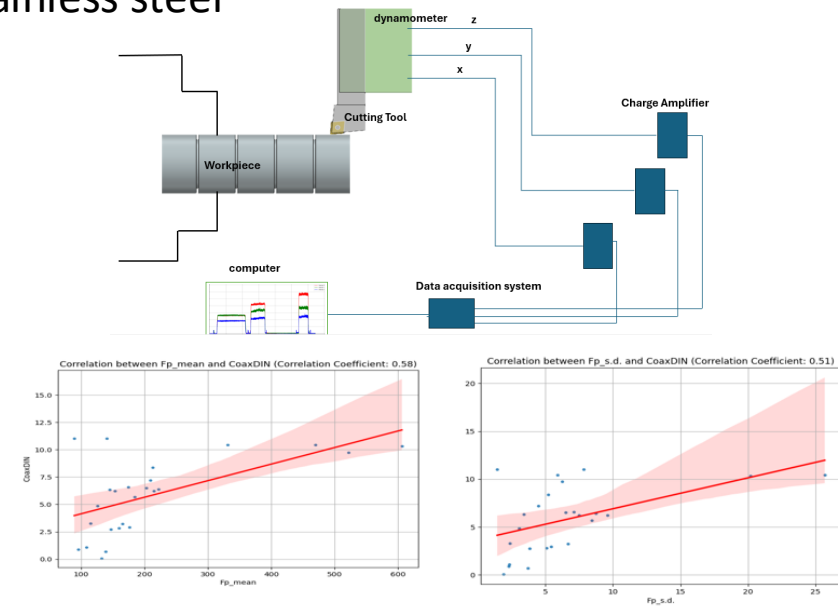 dynamometer
z
y
x
Charge Amplifier
Cutting Tool
Workpiece
computer
Data acquisition system
Correlation between Fp_mean and CoaxDIN (Correlation Coefficient: 0.58)
15.0
12.5
10.0
7.5
5.0
2.5
0.0
CoaxDIN
100
200
300
400
500
600
Fp_mean
Correlation between Fp_s.d. and CoaxDIN (Correlation Coefficient: 0.51)
20
15
10
5
0
5
10
15
20
25
Fp_s.d.